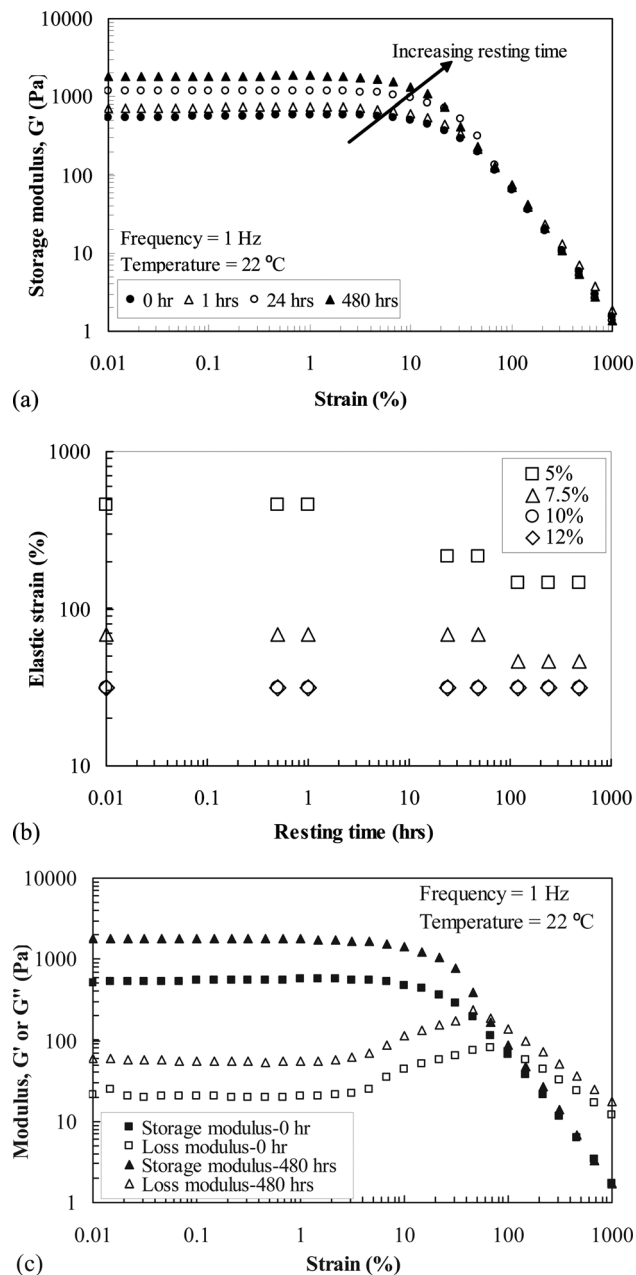 10000
1000
100
10
1
Storage modulus, G' (Pa)
Increasing resting time
Frequency = 1 Hz
Temperature = 22 °C
0 hr 1 hrs 24 hrs 480 hrs
0.01 0.1 1 10 100 1000
Strain (%)
(a)
1000
100
10
Elastic strain (%)
5%
7.5%
10%
12%
0.01 0.1 1 10 100 1000
Resting time (hrs)
(b)
10000
1000
100
10
1
Modulus, G' or G'' (Pa)
Frequency = 1 Hz
Temperature = 22 °C
Storage modulus-0 hr
Loss modulus-0 hr
Storage modulus-480 hrs
Loss modulus-480 hrs
0.01 0.1 1 10 100 1000
Strain (%)
(c)